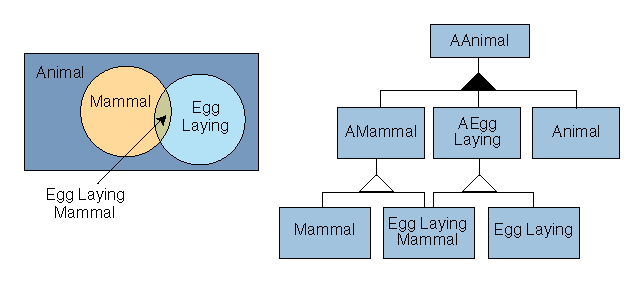 Animal
Mammal
Egg
Laying
Egg Laying
Mammal
AAnimal
AMammal
AEgg
Laying
Animal
Mammal
Egg Laying
Mammal
Egg Laying